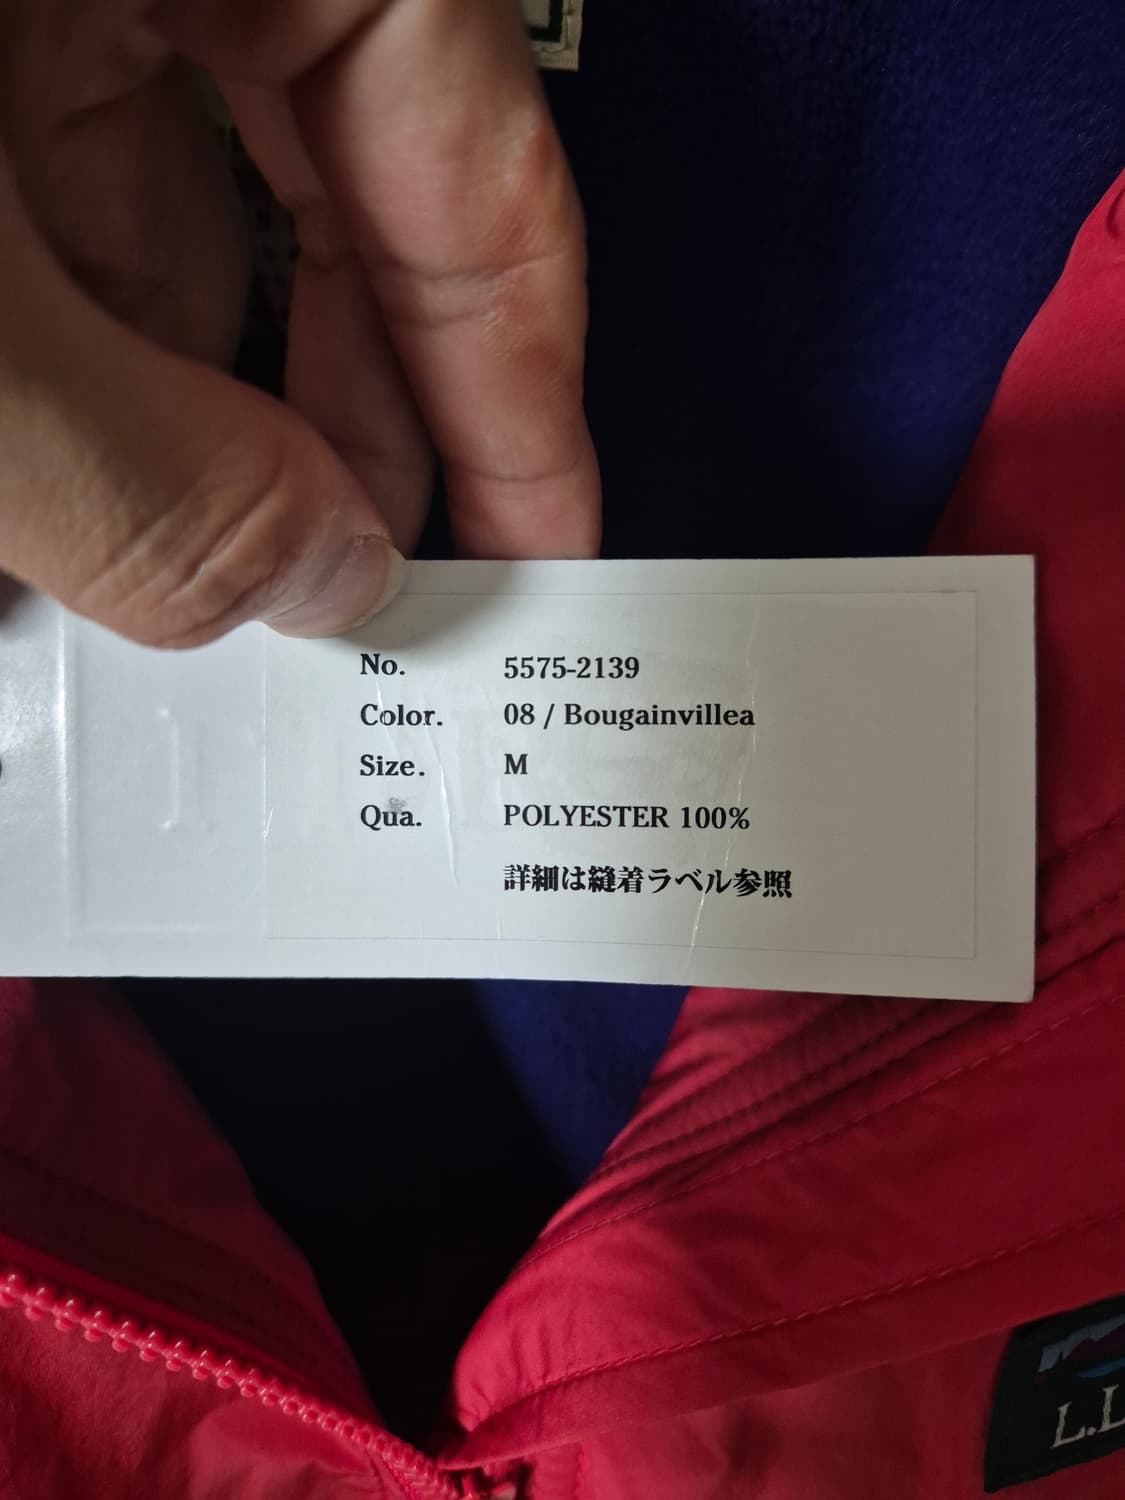 No. 5575-2139
Color. 08 / Bougainvillea
Size. M
Qua. POLYESTER 100%
詳細は縫着ラベル参照
L.L